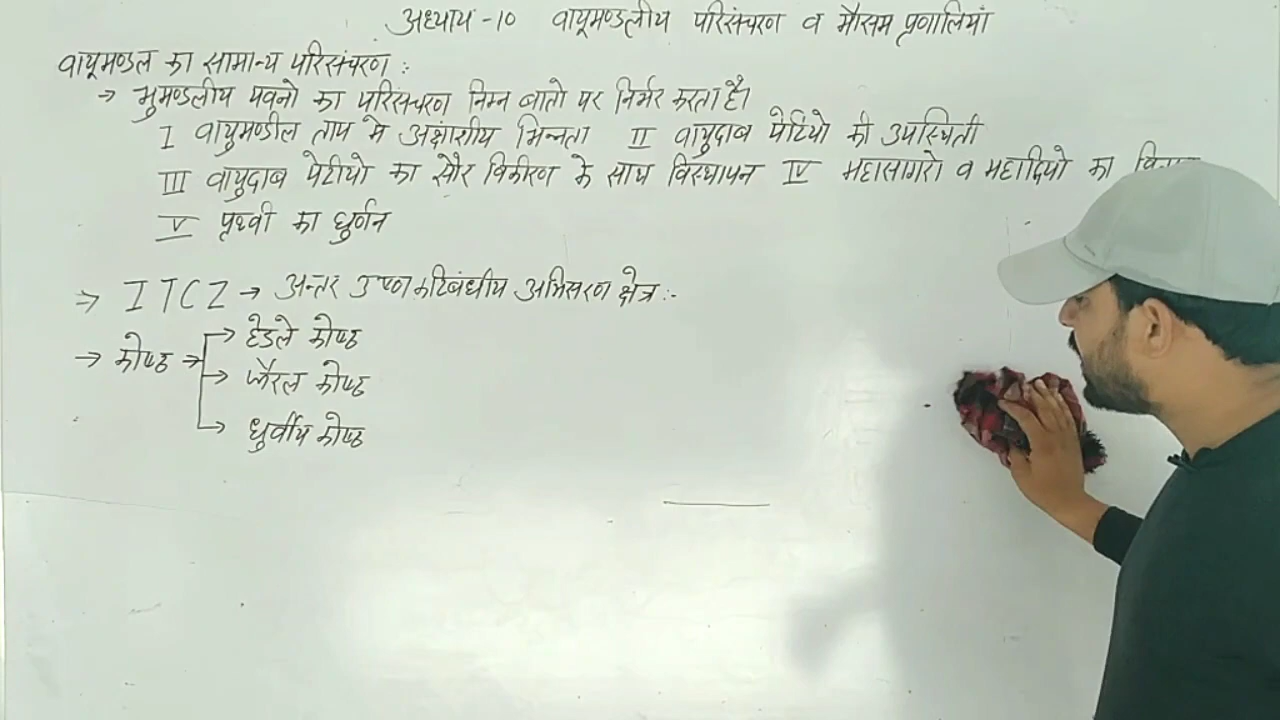 अध्याय -१० वायूमण्डलीय परिसंचरण व मौसम प्रणालियां
वायूमण्डल का सामान्य परिसंचरण :
→ भुमण्डलीय पवनो का परिसंचरण निम्न बातो पर निर्भर करता है।
I वायुमण्डील ताप मे अक्षाशीय भिन्नता II वायुदाब पेटियो की उपस्थिती
III वायुदाब पेटीयो का सौर विकीरण के साथ विस्थापन IV महासागरो व महाद्वियो का
V पृथ्वी का घुर्णन
⇒ ITCZ → अन्तर उष्ण कटिबंधीय अभिसरण क्षेत्र :-
→ कोष्ठ → → हेडले कोष्ठ
→ फैरल कोष्ठ
→ ध्रुर्वीय कोष्ठ